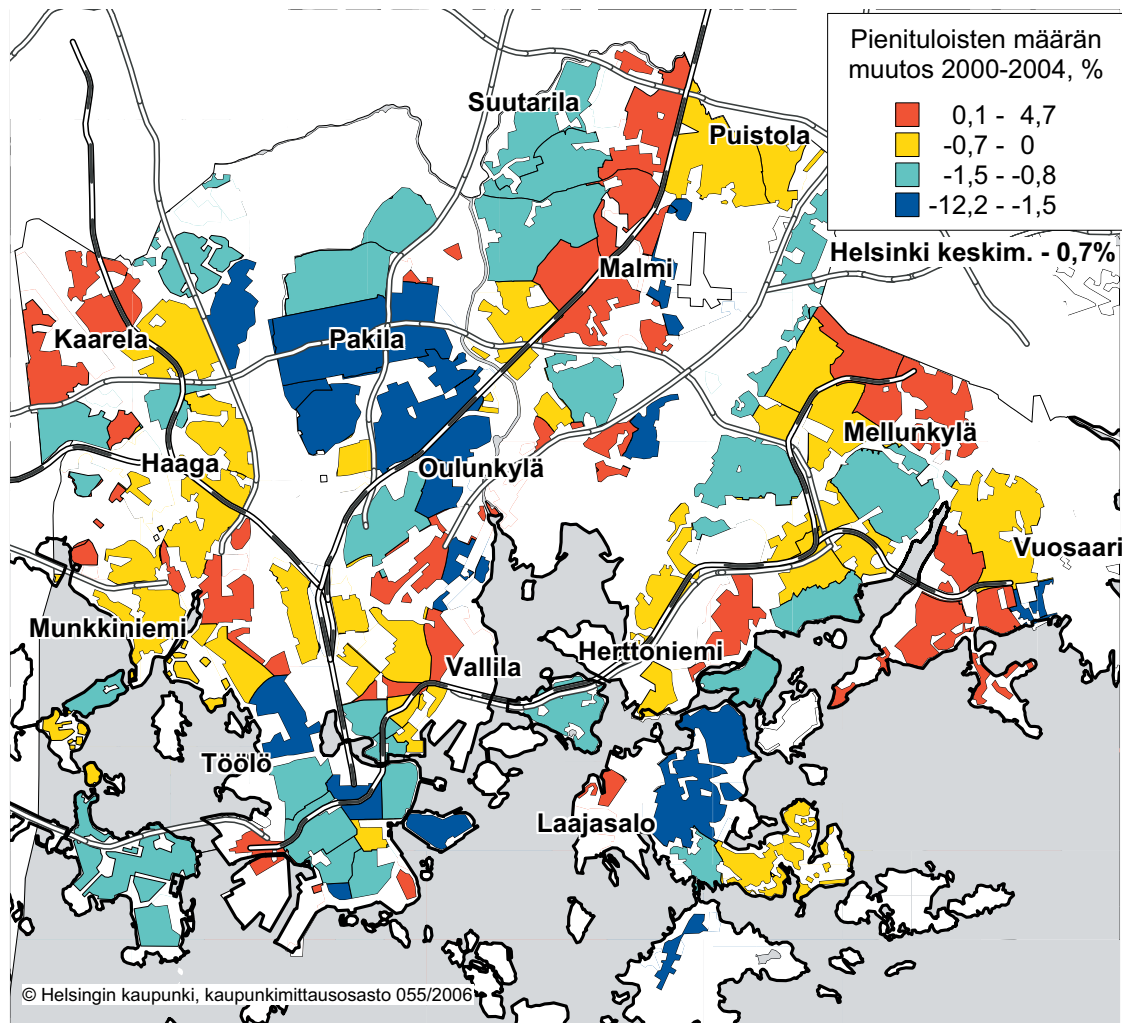 Pienituloisten määrän
muutos 2000-2004, %
0,1 - 4,7
-0,7 - 0
-1,5 - -0,8
-12,2 - -1,5
Helsinki keskim. - 0,7%
Suutarila
Puistola
Malmi
Kaarela
Pakila
Mellunkylä
Haaga
Oulunkylä
Vuosaari
Munkkiniemi
Herttoniemi
Vallila
Töölö
Laajasalo
© Helsingin kaupunki, kaupunkimittausosasto 055/2006